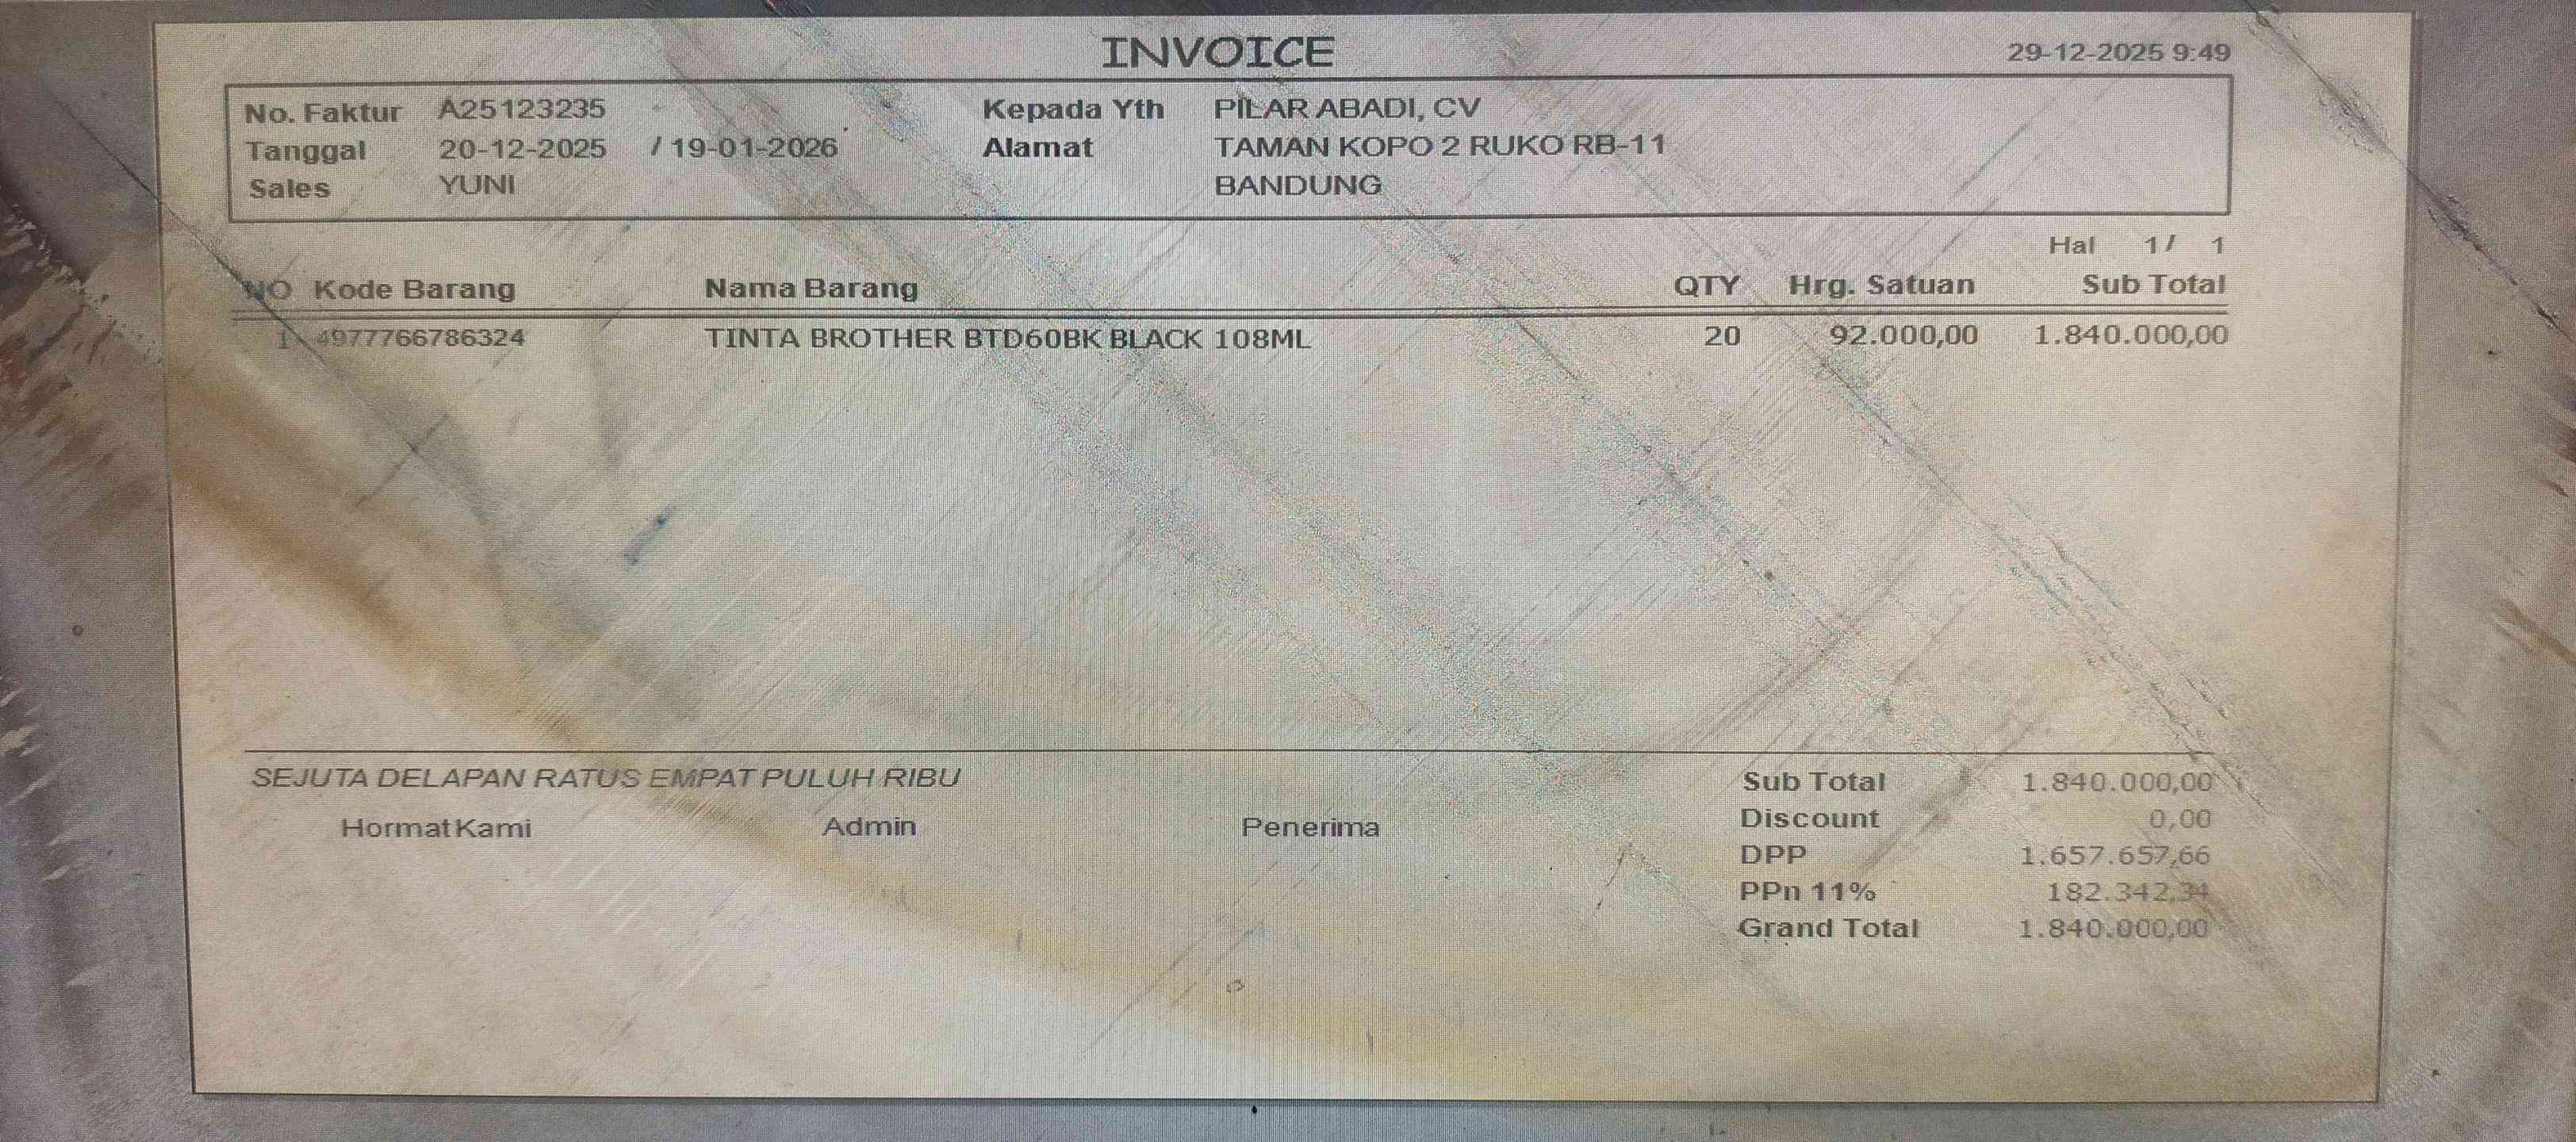 INVOICE
29-12-2025 9:49
No. Faktur A25123235
Tanggal 20-12-2025 / 19-01-2026
Sales YUNI
Kepada Yth PILAR ABADI, CV
Alamat TAMAN KOPO 2 RUKO RB-11
BANDUNG
Hal 1 / 1
NO Kode Barang Nama Barang QTY Hrg. Satuan Sub Total
1 4977766786324 TINTA BROTHER BTD60BK BLACK 108ML 20 92.000,00 1.840.000,00
SEJUTA DELAPAN RATUS EMPAT PULUH RIBU
Hormat Kami Admin Penerima
Sub Total 1.840.000,00
Discount 0,00
DPP 1.657.657,66
PPn 11% 182.342,34
Grand Total 1.840.000,00